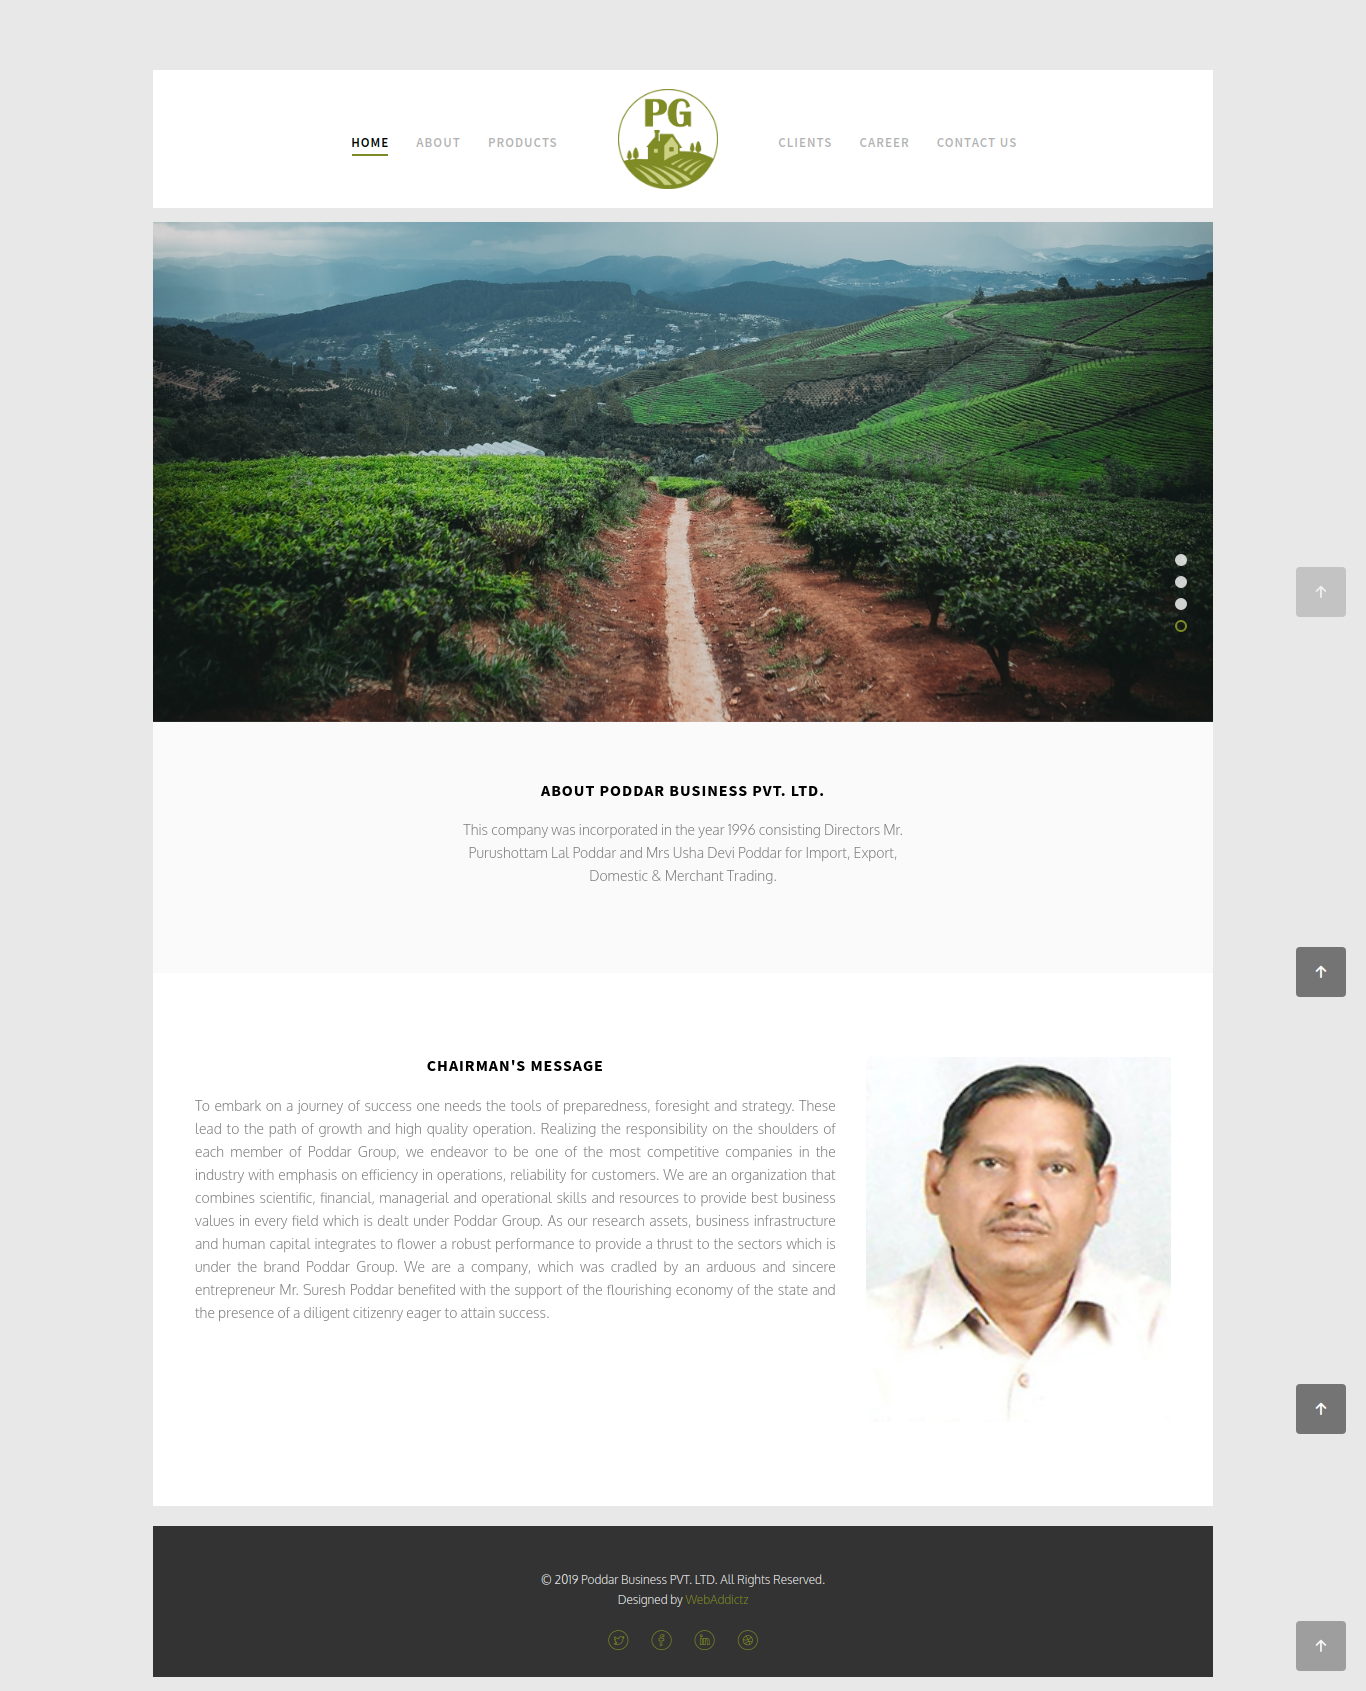 HOME ABOUT PRODUCTS PG CLIENTS CAREER CONTACT US
ABOUT PODDAR BUSINESS PVT. LTD.
This company was incorporated in the year 1996 consisting Directors Mr.
Purushottam Lal Poddar and Mrs Usha Devi Poddar for Import, Export,
Domestic & Merchant Trading.
CHAIRMAN'S MESSAGE
To embark on a journey of success one needs the tools of preparedness, foresight and strategy. These
lead to the path of growth and high quality operation. Realizing the responsibility on the shoulders of
each member of Poddar Group, we endeavor to be one of the most competitive companies in the
industry with emphasis on efficiency in operations, reliability for customers. We are an organization that
combines scientific, financial, managerial and operational skills and resources to provide best business
values in every field which is dealt under Poddar Group. As our research assets, business infrastructure
and human capital integrates to flower a robust performance to provide a thrust to the sectors which is
under the brand Poddar Group. We are a company, which was cradled by an arduous and sincere
entrepreneur Mr. Suresh Poddar benefited with the support of the flourishing economy of the state and
the presence of a diligent citizenry eager to attain success.
© 2019 Poddar Business PVT. LTD. All Rights Reserved.
Designed by WebAddictz